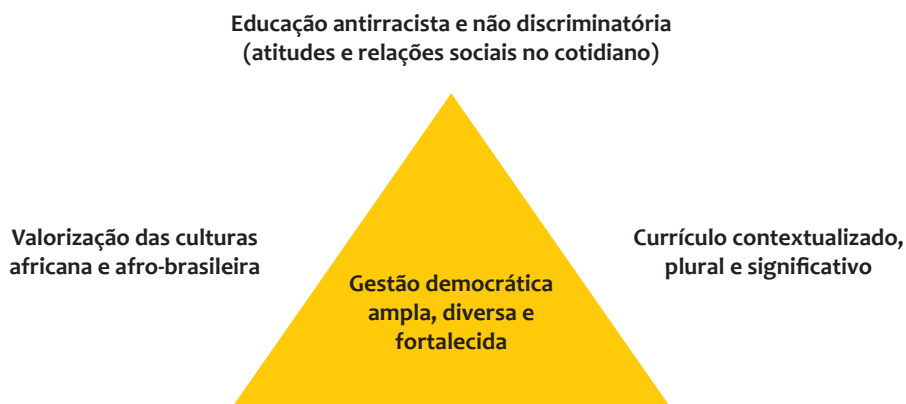 Educação antirracista e não discriminatória
(atitudes e relações sociais no cotidiano)
Valorização das culturas
africana e afro-brasileira
Gestão democrática
ampla, diversa e
fortalecida
Currículo contextualizado,
plural e significativo